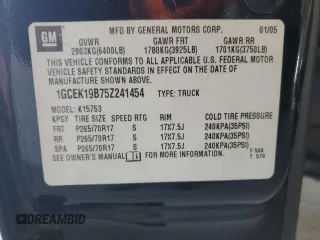 GM
MFD BY GENERAL MOTORS CORP. 01/05
GVWR GAWR FRT GAWR RR
2903KG(6400LB) 1780KG(3925LB) 1701KG(3750LB)
THIS VEHICLE CONFORMS TO ALL APPLICABLE U.S. FEDERAL MOTOR
VEHICLE SAFETY STANDARDS IN EFFECT ON THE DATE OF
MANUFACTURE SHOWN ABOVE.
1GCEK19B75Z241454 TYPE: TRUCK
MODEL: K15753
KPGY TIRE SIZE SPEED RTG RIM COLD TIRE PRESSURE
FRT P265/70R17 S 17X7.5J 240KPA(35PSI)
RR P265/70R17 S 17X7.5J 240KPA(35PSI)
SPA P265/70R17 S 17X7.5J 240KPA(35PSI)
SEE OWNER'S MANUAL FOR ADDITIONAL INFORMATION.
DREAMBID